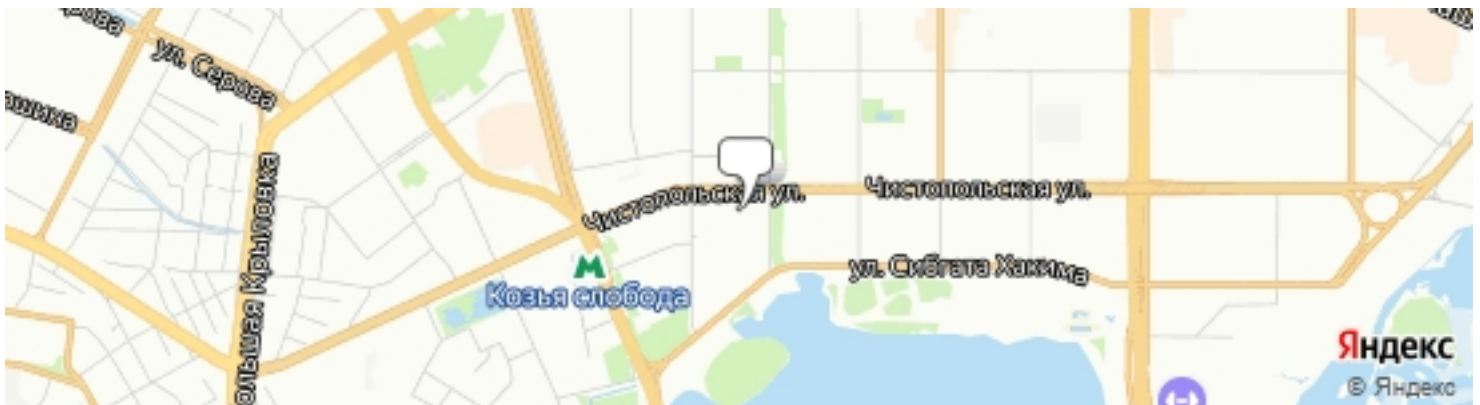 ул. Серова
Чистопольская ул.
Чистопольская ул.
ул. Сибгата Хакима
Козья слобода
Яндекс
© Яндекс